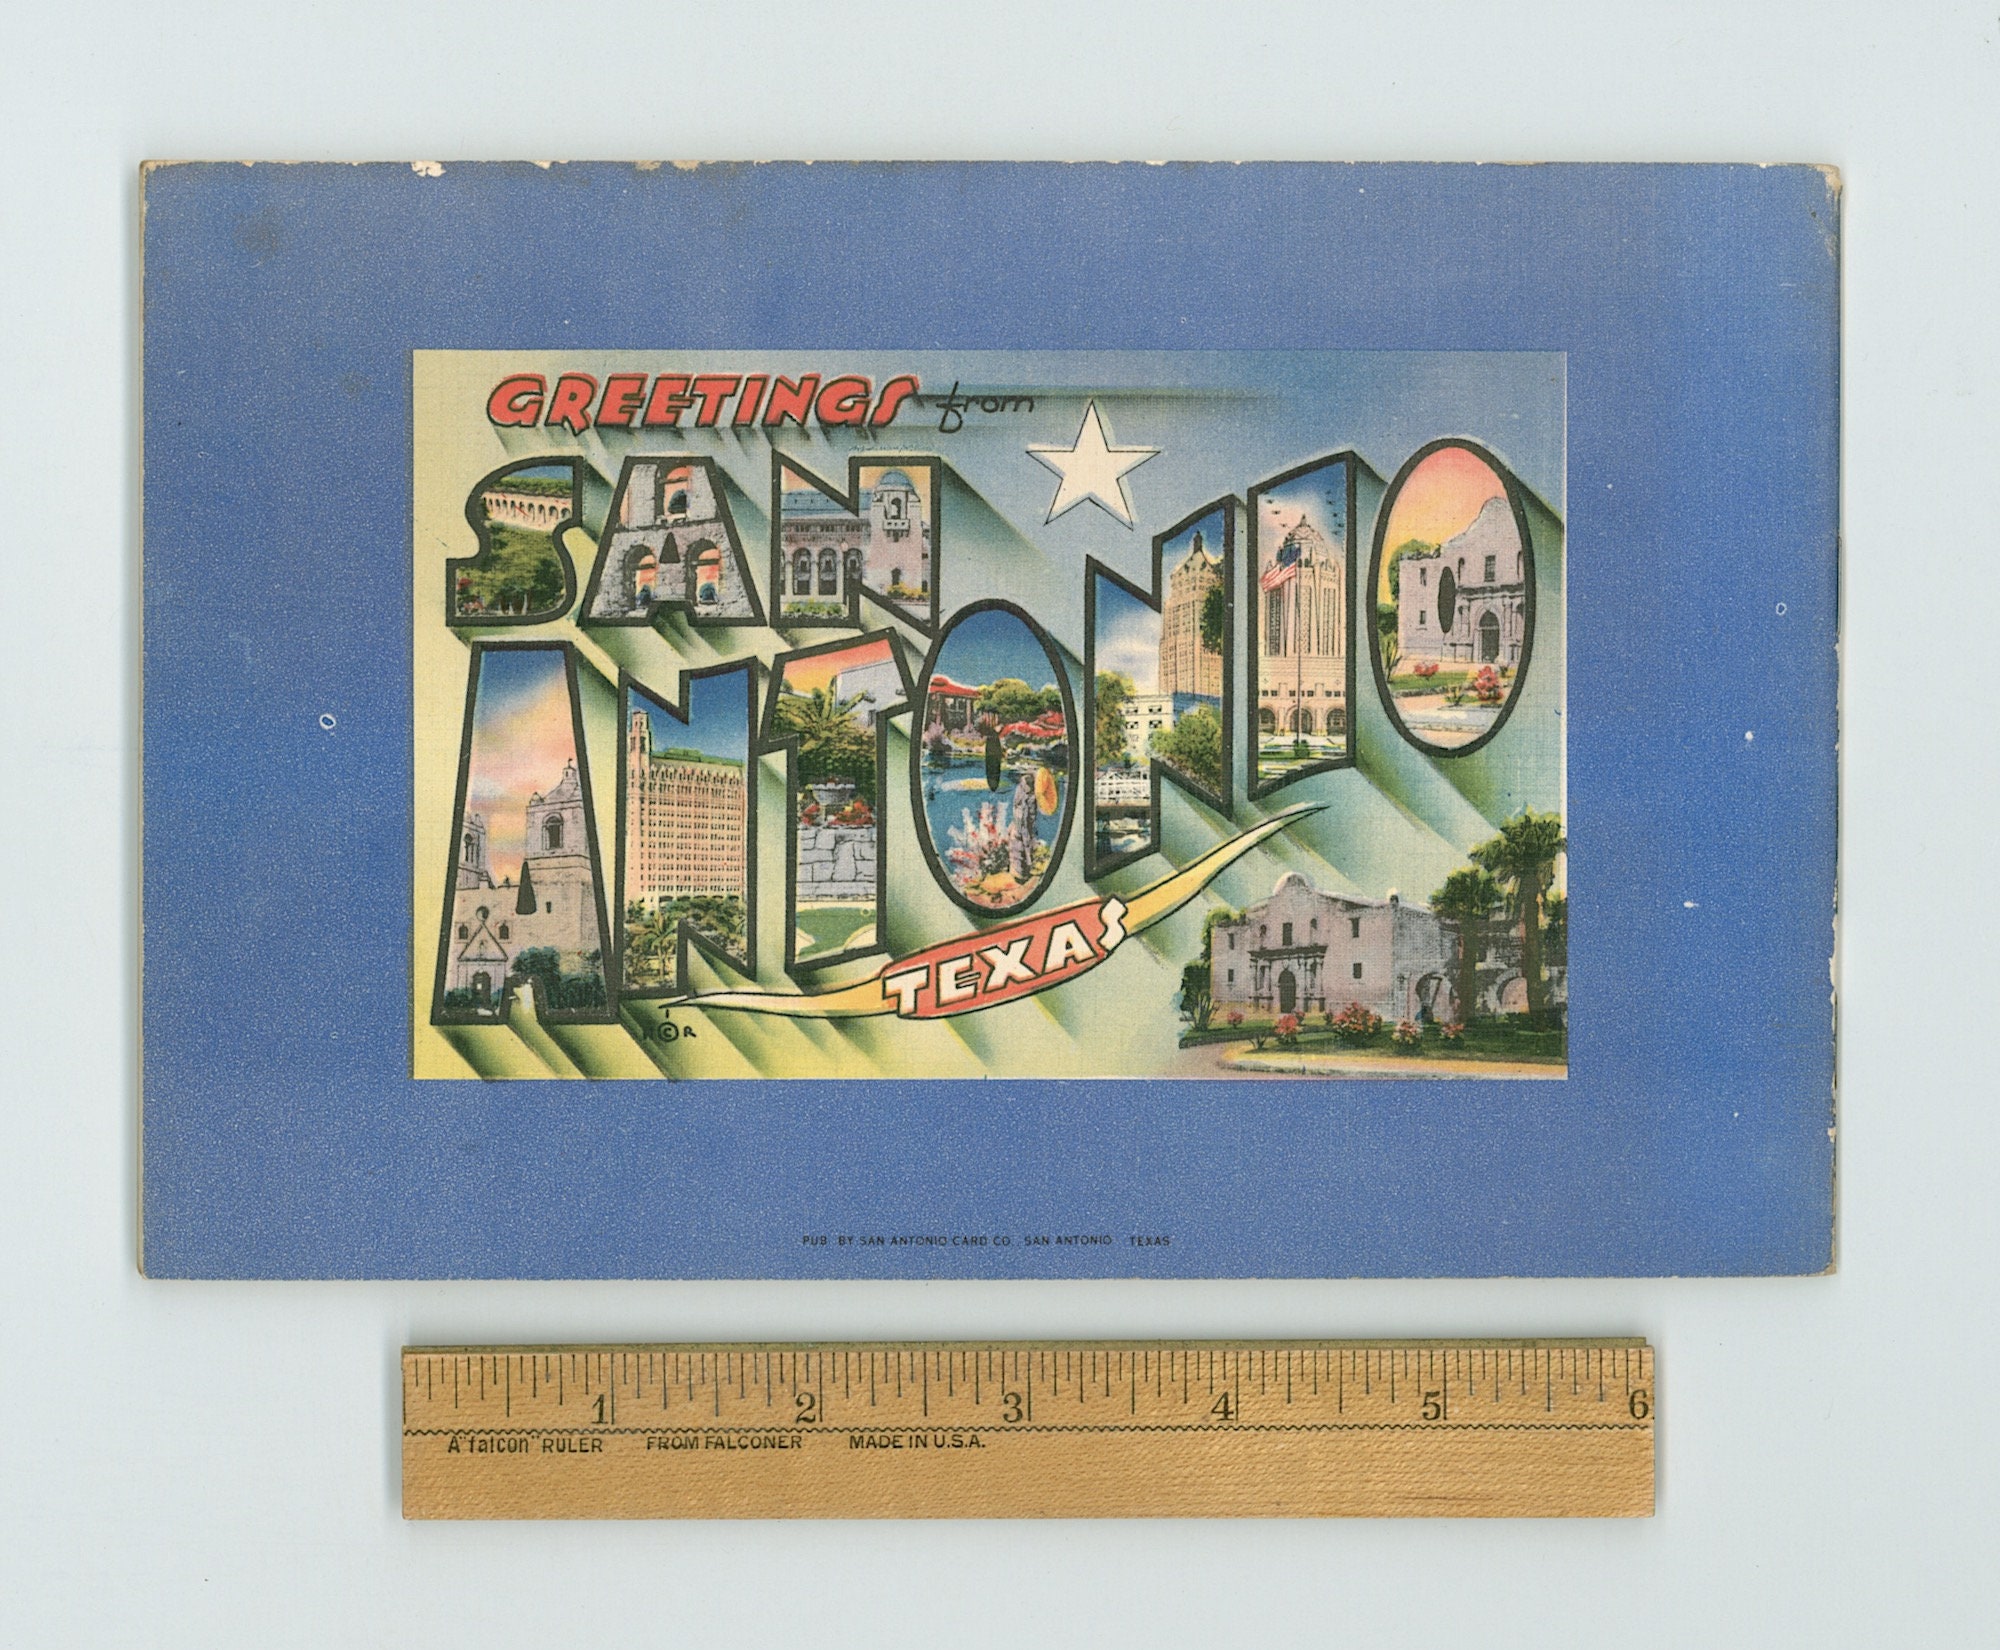 GREETINGS from
SAN
ANTONIO
TEXAS
©
PUB. BY SAN ANTONIO CARD CO. SAN ANTONIO TEXAS
1 2 3 4 5 6
A "falcon" RULER FROM FALCONER MADE IN U.S.A.